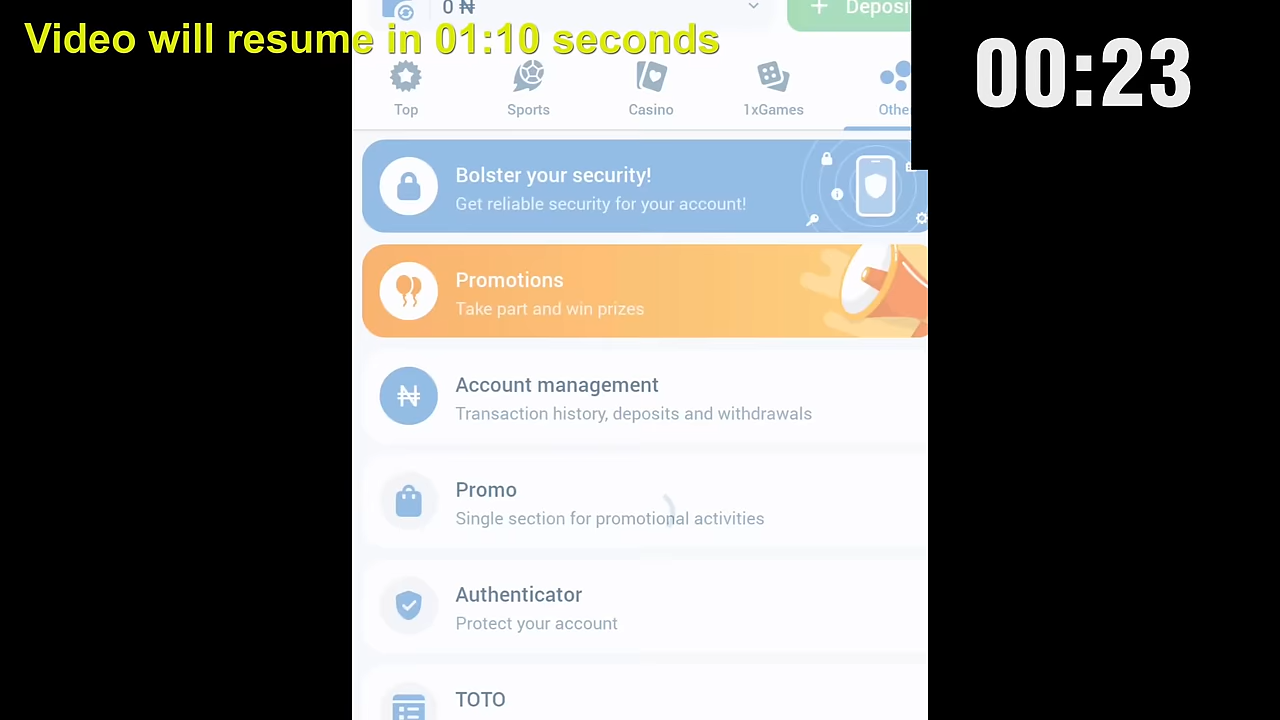 0 ₦
Deposi
Video will resume in 01:10 seconds
00:23
Top
Sports
Casino
1xGames
Othe
Bolster your security!
Get reliable security for your account!
Promotions
Take part and win prizes
₦
Account management
Transaction history, deposits and withdrawals
Promo
Single section for promotional activities
Authenticator
Protect your account
TOTO